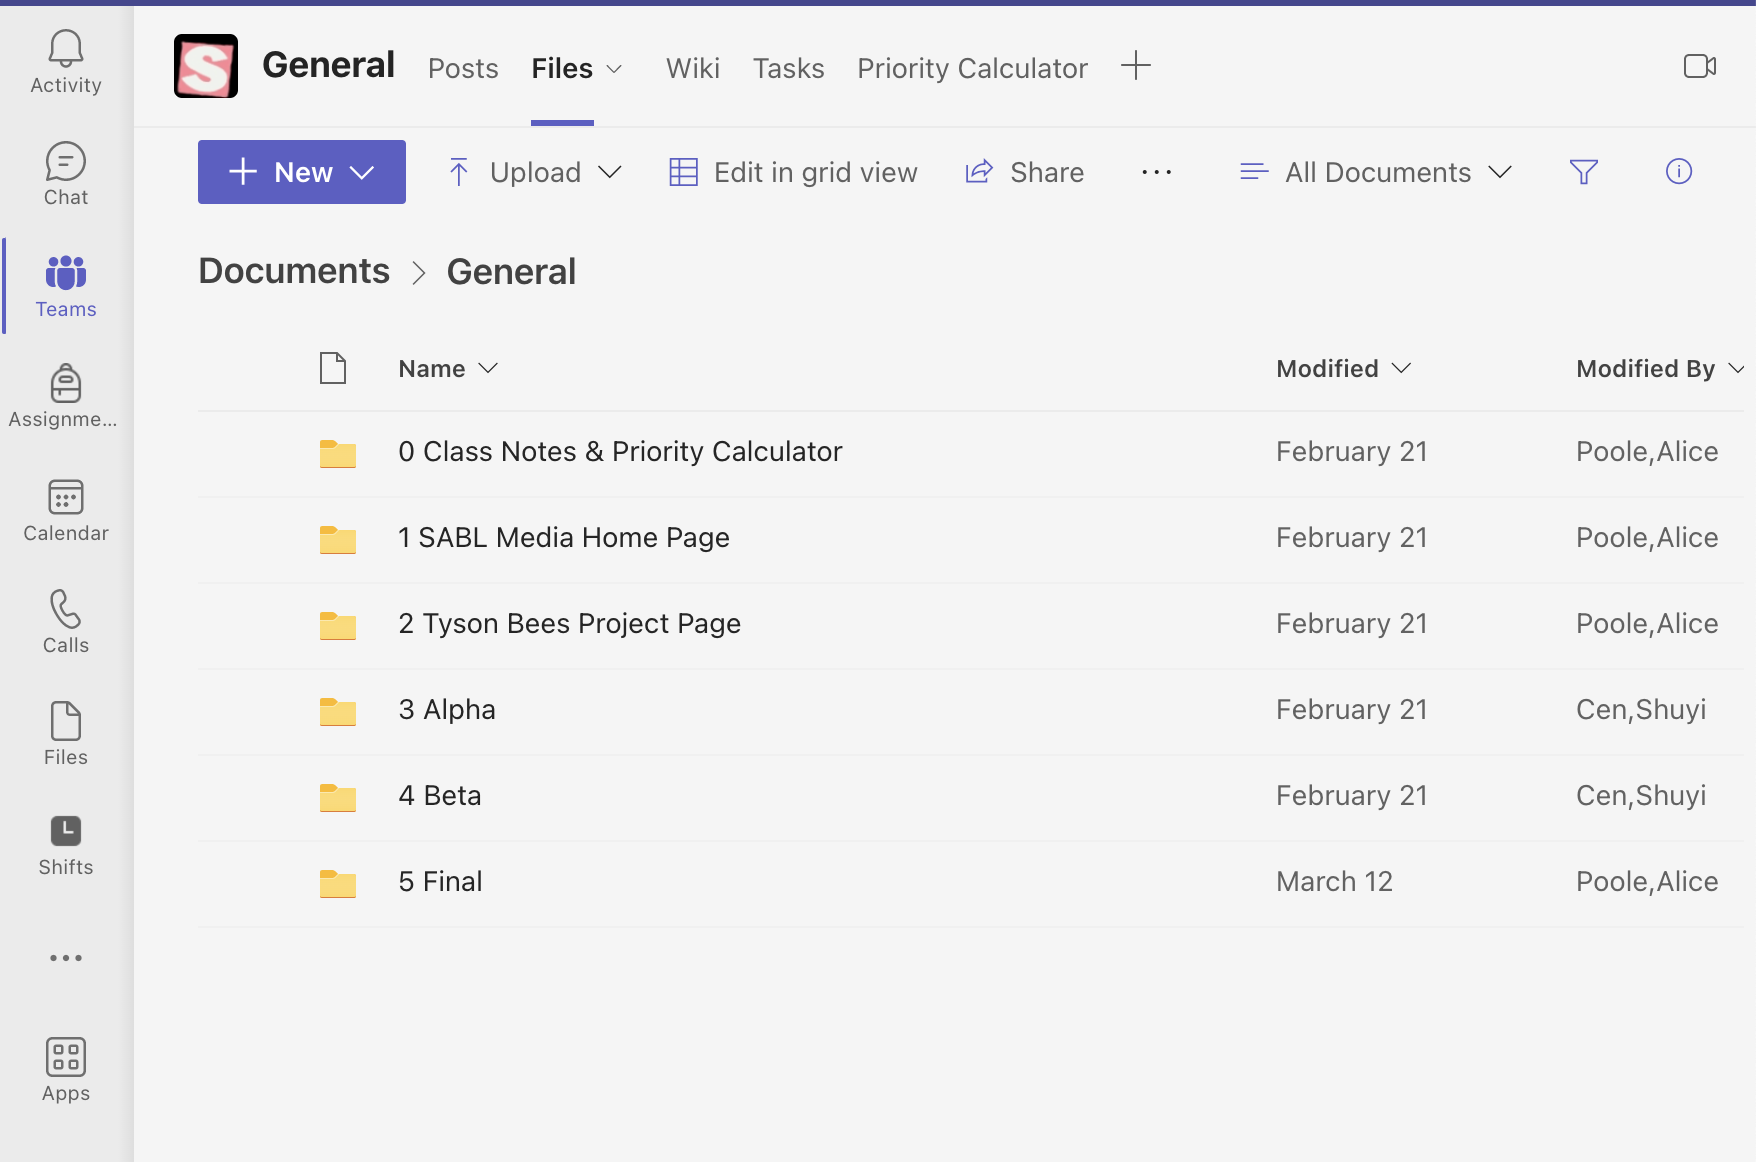 Activity
Chat
Teams
Assignme...
Calendar
Calls
Files
Shifts
Apps
S General Posts Files Wiki Tasks Priority Calculator
New Upload Edit in grid view Share All Documents
Documents > General
Name Modified Modified By
0 Class Notes & Priority Calculator February 21 Poole,Alice
1 SABL Media Home Page February 21 Poole,Alice
2 Tyson Bees Project Page February 21 Poole,Alice
3 Alpha February 21 Cen,Shuyi
4 Beta February 21 Cen,Shuyi
5 Final March 12 Poole,Alice